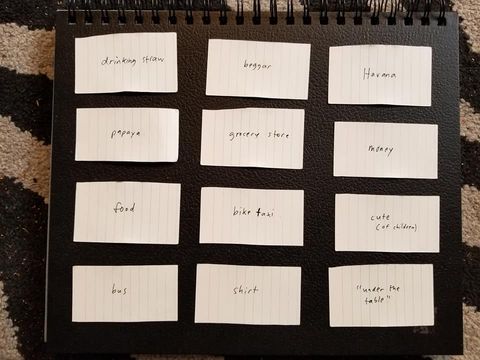 drinking straw
beggar
Havana
papaya
grocery store
money
food
bike taxi
cute
(of children)
bus
shirt
"under the
table"